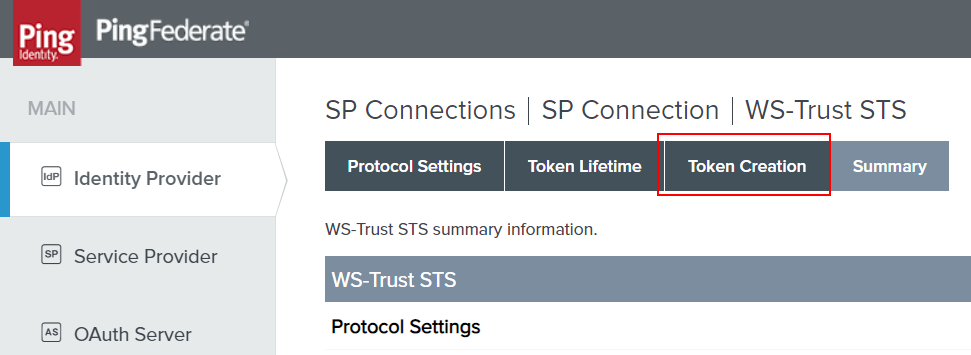 Ping
Identity.
PingFederate®
MAIN
SP Connections | SP Connection | WS-Trust STS
Protocol Settings
Token Lifetime
Token Creation
Summary
IdP
Identity Provider
WS-Trust STS summary information.
SP
Service Provider
WS-Trust STS
Protocol Settings
AS
OAuth Server